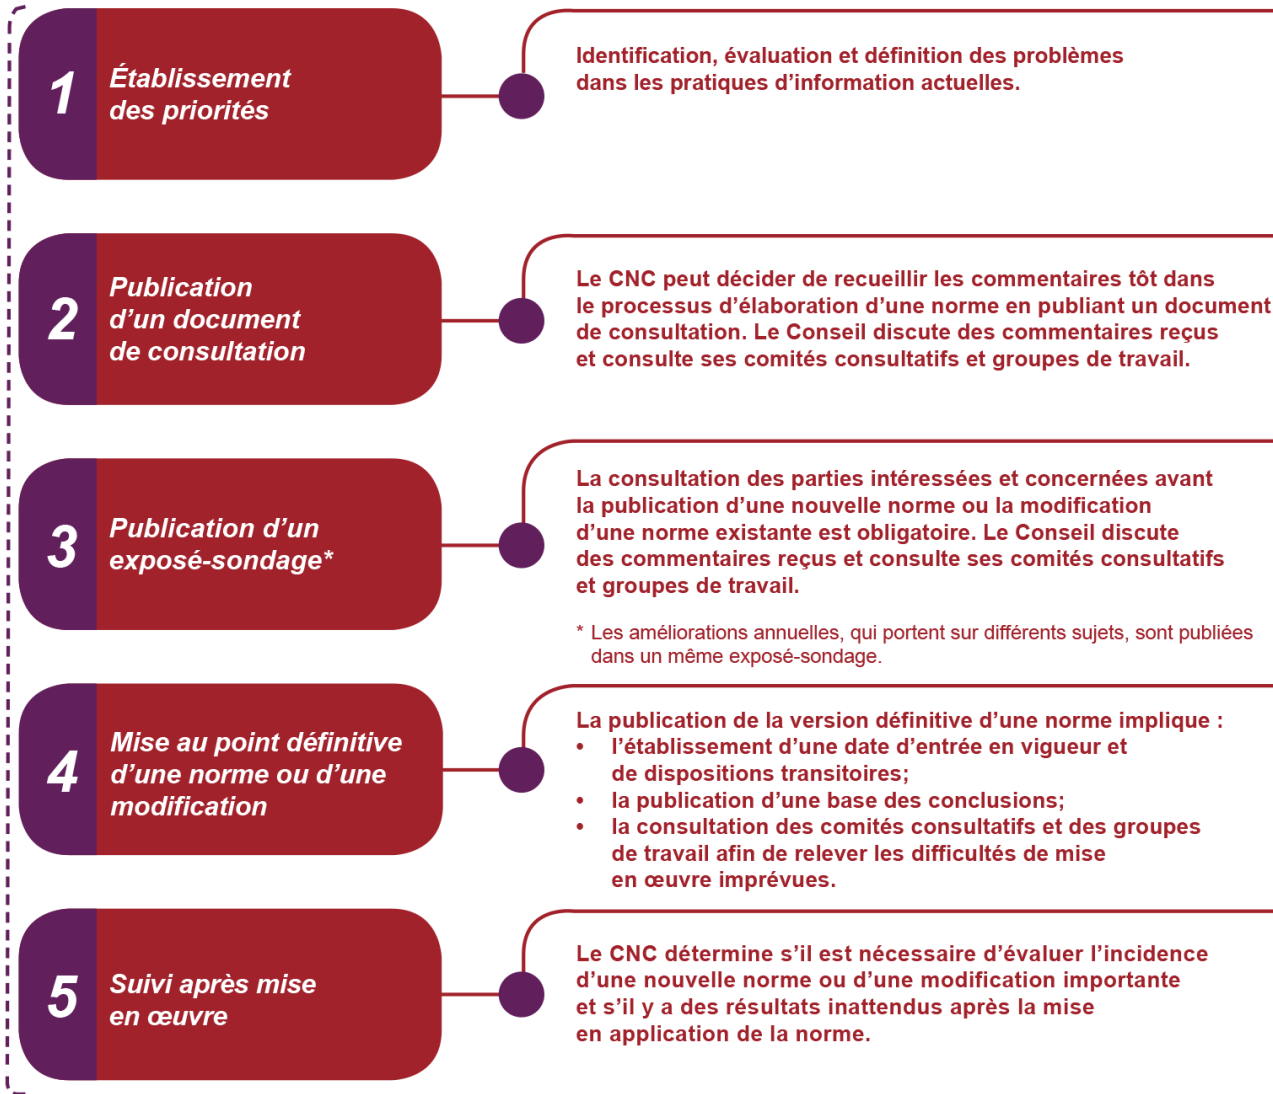 1
Établissement
des priorités
Identification, évaluation et définition des problèmes
dans les pratiques d’information actuelles.
2
Publication
d’un document
de consultation
Le CNC peut décider de recueillir les commentaires tôt dans
le processus d’élaboration d’une norme en publiant un document
de consultation. Le Conseil discute des commentaires reçus
et consulte ses comités consultatifs et groupes de travail.
3
Publication d’un
exposé-sondage*
La consultation des parties intéressées et concernées avant
la publication d’une nouvelle norme ou la modification
d’une norme existante est obligatoire. Le Conseil discute
des commentaires reçus et consulte ses comités consultatifs
et groupes de travail.
* Les améliorations annuelles, qui portent sur différents sujets, sont publiées
dans un même exposé-sondage.
4
Mise au point définitive
d’une norme ou d’une
modification
La publication de la version définitive d’une norme implique :
• l’établissement d’une date d’entrée en vigueur et
de dispositions transitoires;
• la publication d’une base des conclusions;
• la consultation des comités consultatifs et des groupes
de travail afin de relever les difficultés de mise
en œuvre imprévues.
5
Suivi après mise
en œuvre
Le CNC détermine s’il est nécessaire d’évaluer l’incidence
d’une nouvelle norme ou d’une modification importante
et s’il y a des résultats inattendus après la mise
en application de la norme.